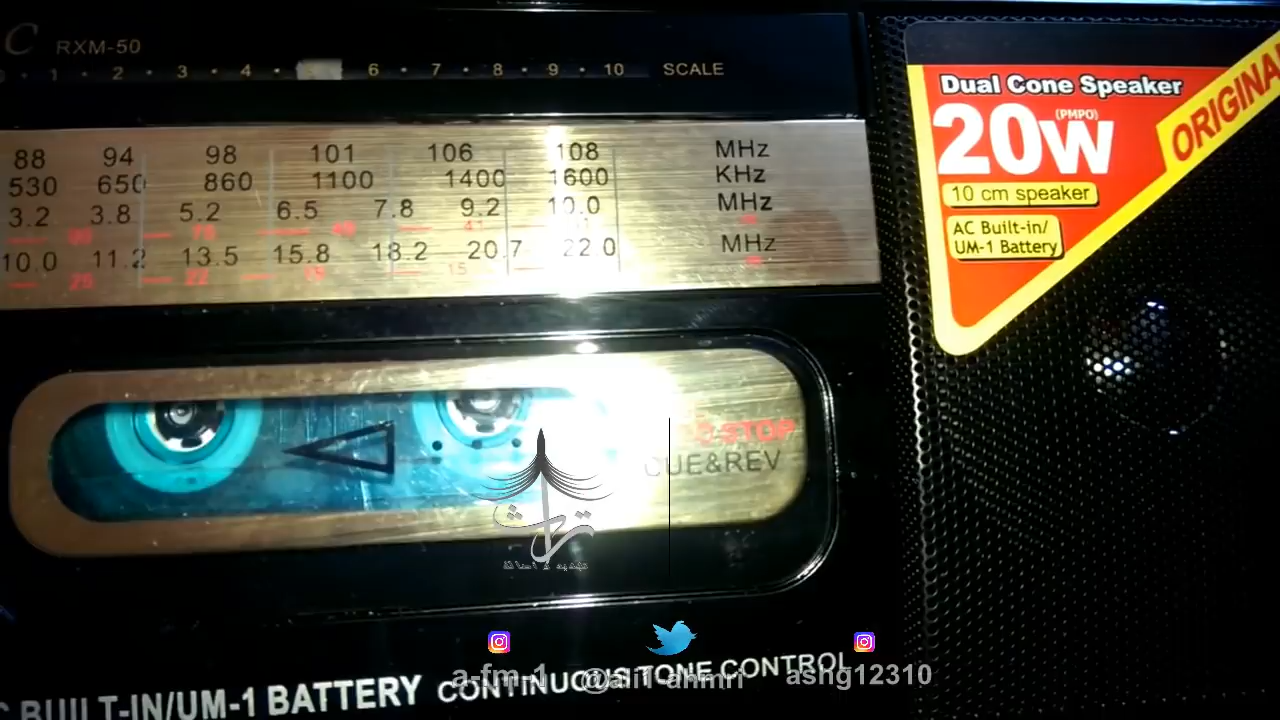 C RXM-50
1 2 3 4 6 7 8 9 10 SCALE
88 94 98 101 106 108 MHz
530 650 860 1100 1400 1600 KHz
3.2 3.8 5.2 6.5 7.8 9.2 10.0 MHz
10.0 11.2 13.5 15.8 18.2 20.7 22.0 MHz
Dual Cone Speaker
20W
(PMPO)
10 cm speaker
AC Built-in/
UM-1 Battery
ORIGINAL
STOP
CUE&REV
تراث
BUILT-IN/UM-1 BATTERY CONTINUOUS TONE CONTROL
a-fm-1 ashg12310